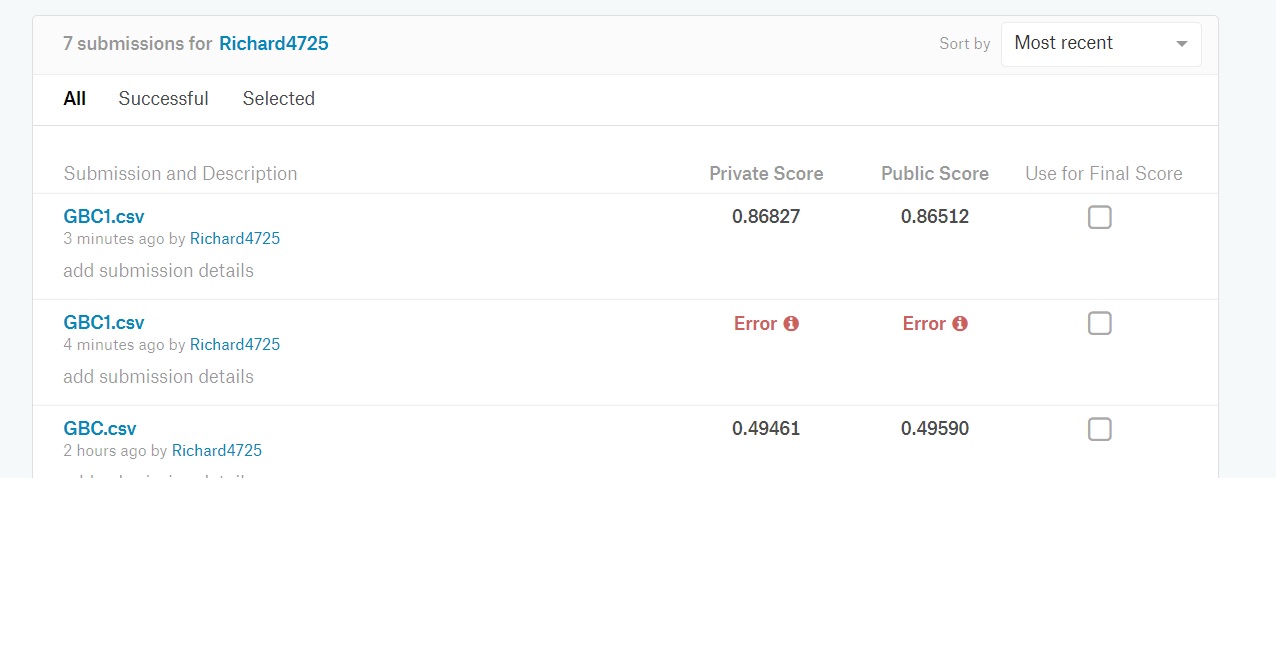 7 submissions for Richard4725
Sort by Most recent
All Successful Selected
Submission and Description Private Score Public Score Use for Final Score
GBC1.csv 0.86827 0.86512
3 minutes ago by Richard4725
add submission details
GBC1.csv Error Error
4 minutes ago by Richard4725
add submission details
GBC.csv 0.49461 0.49590
2 hours ago by Richard4725